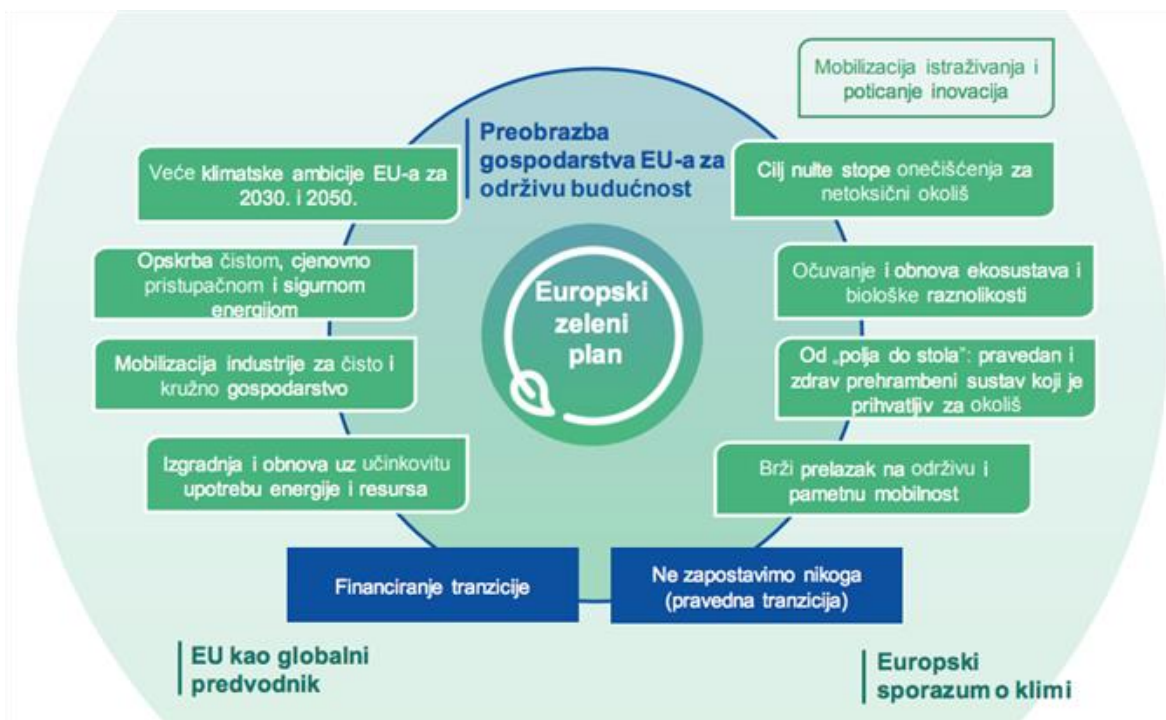 Mobilizacija istraživanja i
poticanje inovacija
Preobrazba
gospodarstva EU-a za
održivu budućnost
Veće klimatske ambicije EU-a za
2030. i 2050.
Opskrba čistom, cjenovno
pristupačnom i sigurnom
energijom
Mobilizacija industrije za čisto i
kružno gospodarstvo
Izgradnja i obnova uz učinkovitu
upotrebu energije i resursa
Europski
zeleni
plan
Cilj nulte stope onečišćenja za
netoksični okoliš
Očuvanje i obnova ekosustava i
biološke raznolikosti
Od „polja do stola”: pravedan i
zdrav prehrambeni sustav koji je
prihvatljiv za okoliš
Brži prelazak na održivu i
pametnu mobilnost
Financiranje tranzicije
Ne zapostavimo nikoga
(pravedna tranzicija)
EU kao globalni
predvodnik
Europski
sporazum o klimi